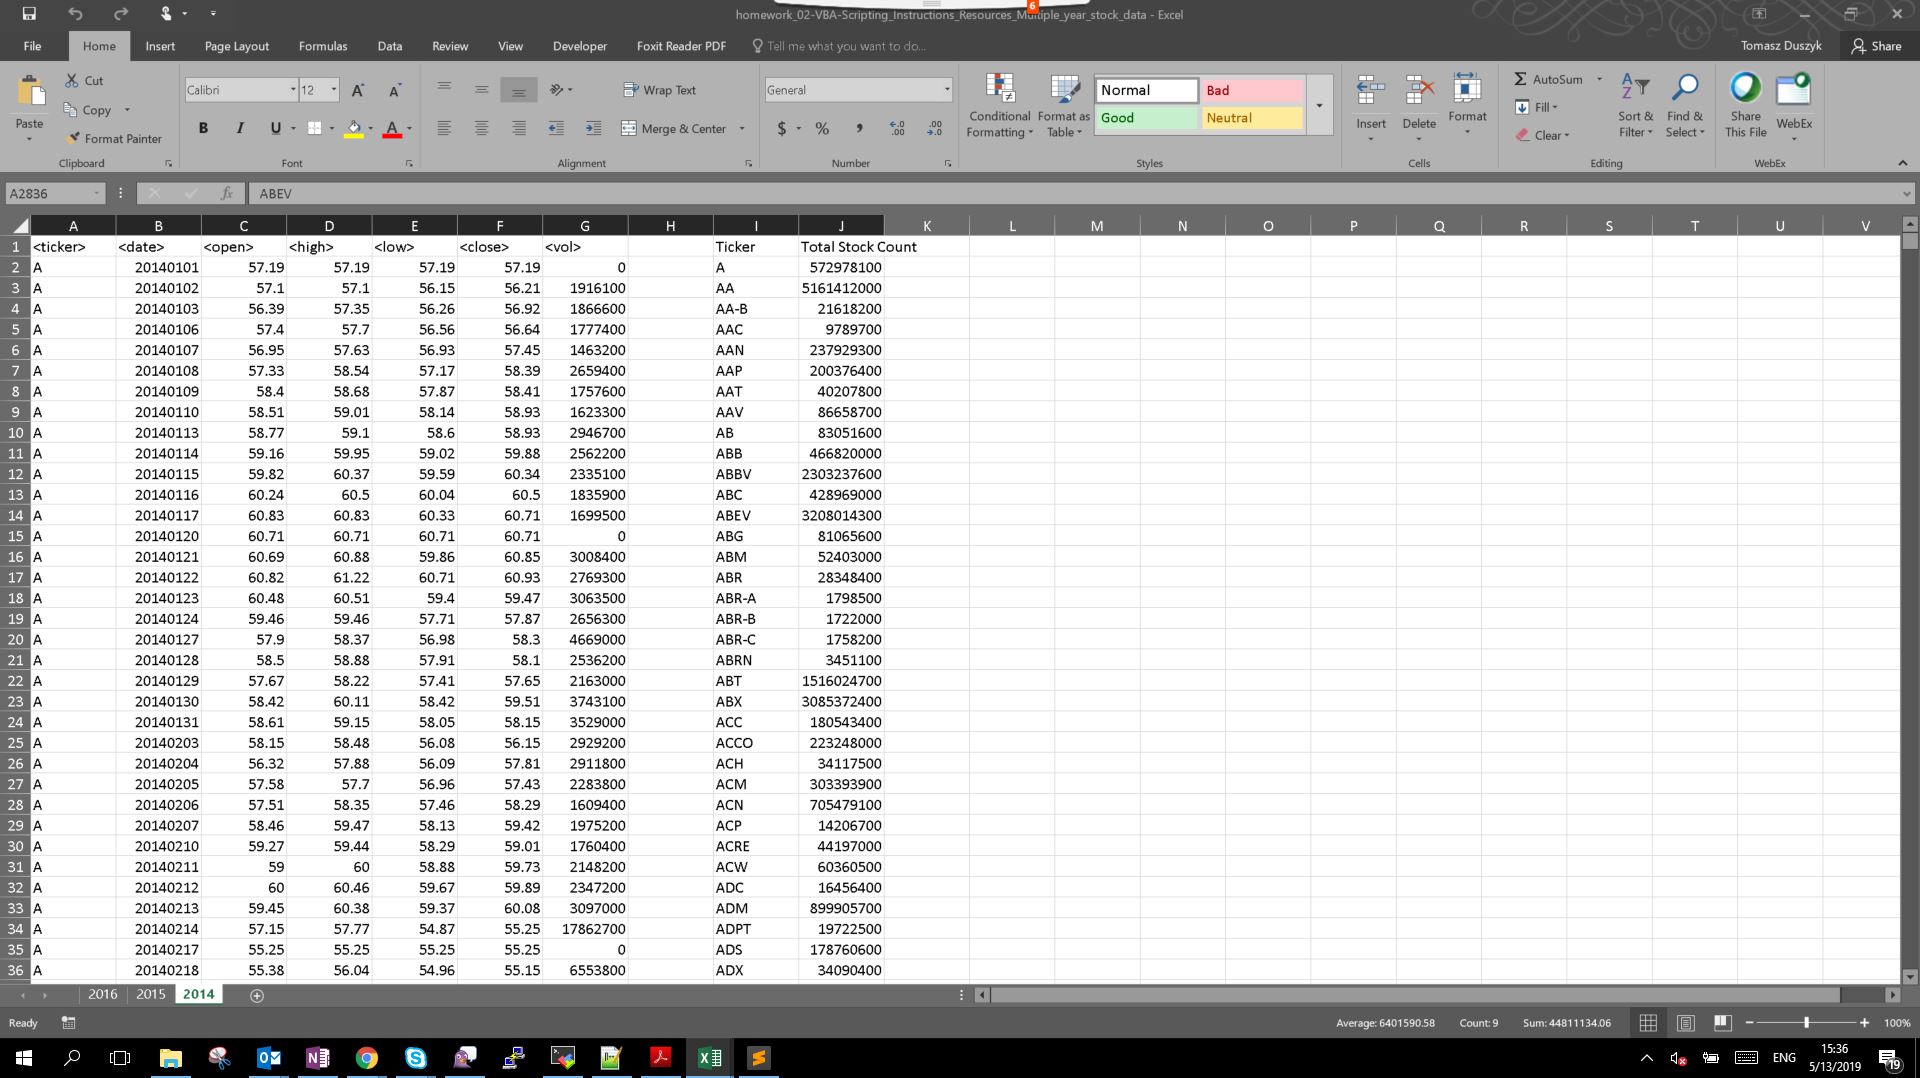 6
homework_02-VBA-Scripting_Instructions_Resources_Multiple_year_stock_data - Excel
File Home Insert Page Layout Formulas Data Review View Developer Foxit Reader PDF Tell me what you want to do... Tomasz Duszyk Share
Paste
Cut
Copy
Format Painter
Clipboard
Calibri 12 A A
B I U A
Font
Wrap Text
Merge & Center
Alignment
General
$ % , .00 .0
Number
Conditional Formatting
Format as Table
Normal Bad
Good Neutral
Styles
Insert Delete Format
Cells
AutoSum
Fill
Clear
Sort & Filter
Find & Select
Editing
Share This File
WebEx
WebEx
A2836 fx ABEV
A B C D E F G H I J K L M N O P Q R S T U V
1 <ticker> <date> <open> <high> <low> <close> <vol> Ticker Total Stock Count
2 A 20140101 57.19 57.19 57.19 57.19 0 A 572978100
3 A 20140102 57.1 57.1 56.15 56.21 1916100 AA 5161412000
4 A 20140103 56.39 57.35 56.26 56.92 1866600 AA-B 21618200
5 A 20140106 57.4 57.7 56.56 56.64 1777400 AAC 9789700
6 A 20140107 56.95 57.63 56.93 57.45 1463200 AAN 237929300
7 A 20140108 57.33 58.54 57.17 58.39 2659400 AAP 200376400
8 A 20140109 58.4 58.68 57.87 58.41 1757600 AAT 40207800
9 A 20140110 58.51 59.01 58.14 58.93 1623300 AAV 86658700
10 A 20140113 58.77 59.1 58.6 58.93 2946700 AB 83051600
11 A 20140114 59.16 59.95 59.02 59.88 2562200 ABB 466820000
12 A 20140115 59.82 60.37 59.59 60.34 2335100 ABBV 2303237600
13 A 20140116 60.24 60.5 60.04 60.5 1835900 ABC 428969000
14 A 20140117 60.83 60.83 60.33 60.71 1699500 ABEV 3208014300
15 A 20140120 60.71 60.71 60.71 60.71 0 ABG 81065600
16 A 20140121 60.69 60.88 59.86 60.85 3008400 ABM 52403000
17 A 20140122 60.82 61.22 60.71 60.93 2769300 ABR 28348400
18 A 20140123 60.48 60.51 59.4 59.47 3063500 ABR-A 1798500
19 A 20140124 59.46 59.46 57.71 57.87 2656300 ABR-B 1722000
20 A 20140127 57.9 58.37 56.98 58.3 4669000 ABR-C 1758200
21 A 20140128 58.5 58.88 57.91 58.1 2536200 ABRN 3451100
22 A 20140129 57.67 58.22 57.41 57.65 2163000 ABT 1516024700
23 A 20140130 58.42 60.11 58.42 59.51 3743100 ABX 3085372400
24 A 20140131 58.61 59.15 58.05 58.15 3529000 ACC 180543400
25 A 20140203 58.15 58.48 56.08 56.15 2929200 ACCO 223248000
26 A 20140204 56.32 57.88 56.09 57.81 2911800 ACH 34117500
27 A 20140205 57.58 57.7 56.96 57.43 2283800 ACM 303393900
28 A 20140206 57.51 58.35 57.46 58.29 1609400 ACN 705479100
29 A 20140207 58.46 59.47 58.13 59.42 1975200 ACP 14206700
30 A 20140210 59.27 59.44 58.29 59.01 1760400 ACRE 44197000
31 A 20140211 59 60 58.88 59.73 2148200 ACW 60360500
32 A 20140212 60 60.46 59.67 59.89 2347200 ADC 16456400
33 A 20140213 59.45 60.38 59.37 60.08 3097000 ADM 899905700
34 A 20140214 57.15 57.77 54.87 55.25 17862700 ADPT 19722500
35 A 20140217 55.25 55.25 55.25 55.25 0 ADS 178760600
36 A 20140218 55.38 56.04 54.96 55.15 6553800 ADX 34090400
2016 2015 2014
Ready Average: 6401590.58 Count: 9 Sum: 44811134.06 100%
ENG 15:36
5/13/2019 19